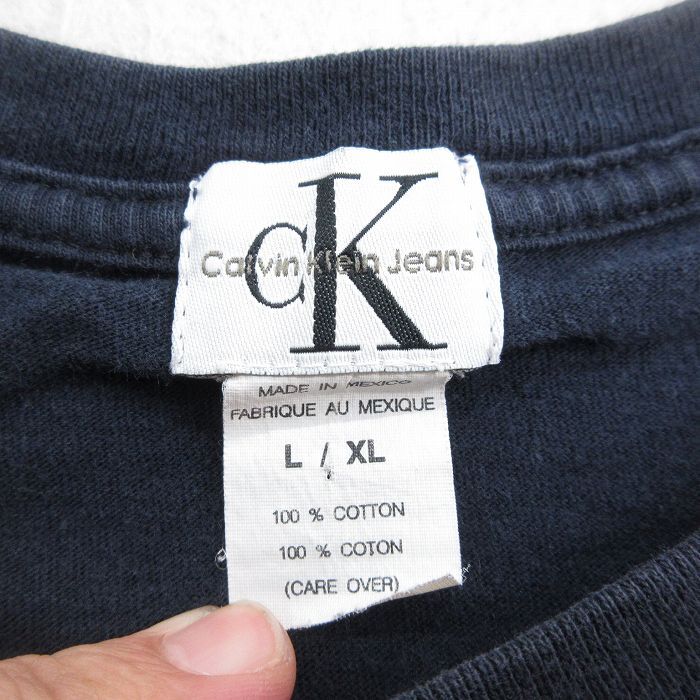 CK
Calvin Klein Jeans
MADE IN MEXICO
FABRIQUE AU MEXIQUE
L / XL
100 % COTTON
100 % COTON
(CARE OVER)